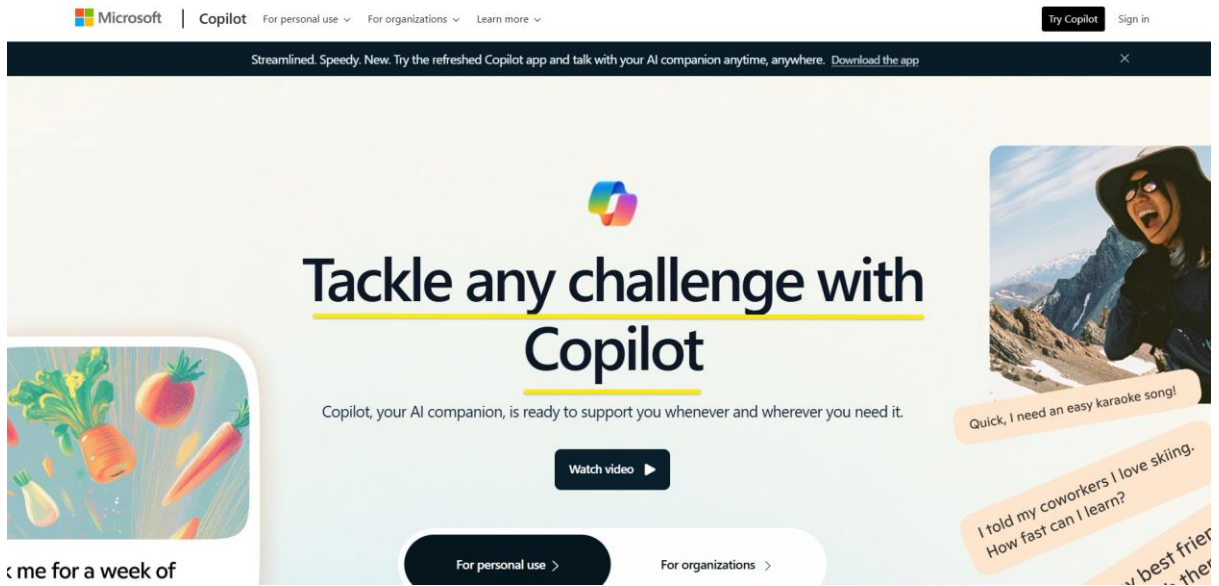 Microsoft
Copilot
For personal use
For organizations
Learn more
Try Copilot
Sign in
Streamlined. Speedy. New. Try the refreshed Copilot app and talk with your AI companion anytime, anywhere. Download the app
Tackle any challenge with
Copilot
Copilot, your AI companion, is ready to support you whenever and wherever you need it.
Watch video
For personal use
For organizations
me for a week of
Quick, I need an easy karaoke song!
I told my coworkers I love skiing.
How fast can I learn?
best